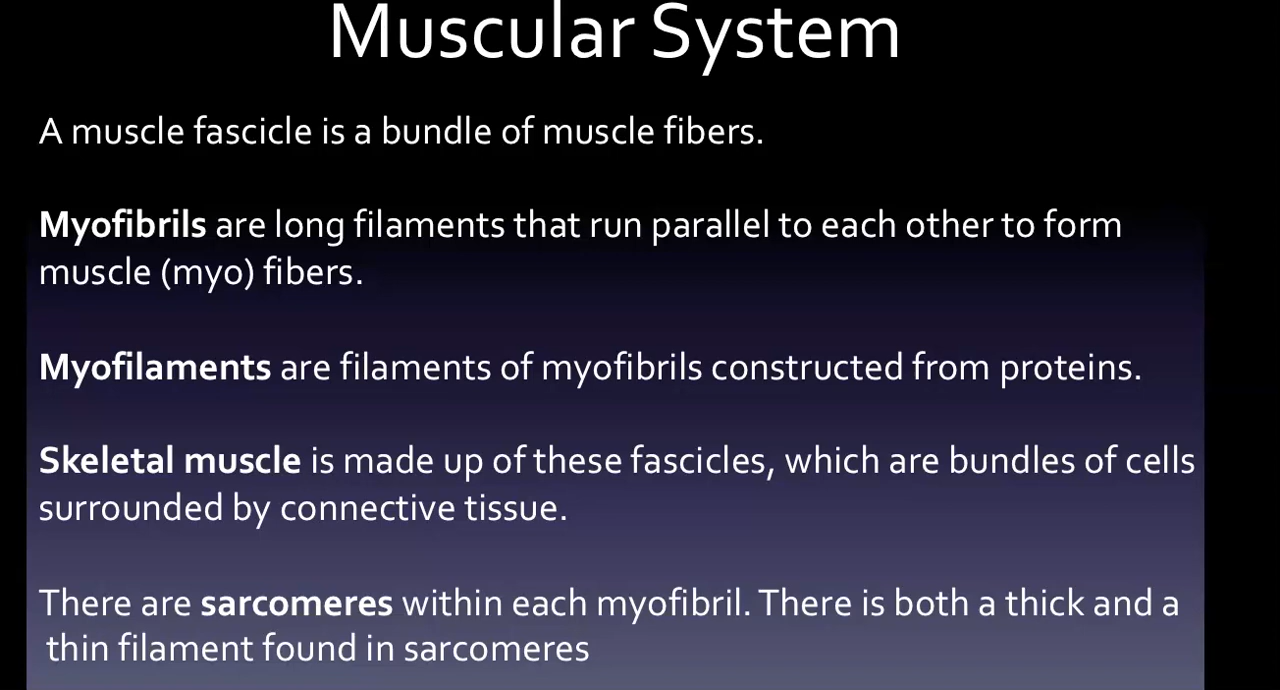 Muscular System
A muscle fascicle is a bundle of muscle fibers.
Myofibrils are long filaments that run parallel to each other to form
muscle (myo) fibers.
Myofilaments are filaments of myofibrils constructed from proteins.
Skeletal muscle is made up of these fascicles, which are bundles of cells
surrounded by connective tissue.
There are sarcomeres within each myofibril. There is both a thick and a
thin filament found in sarcomeres